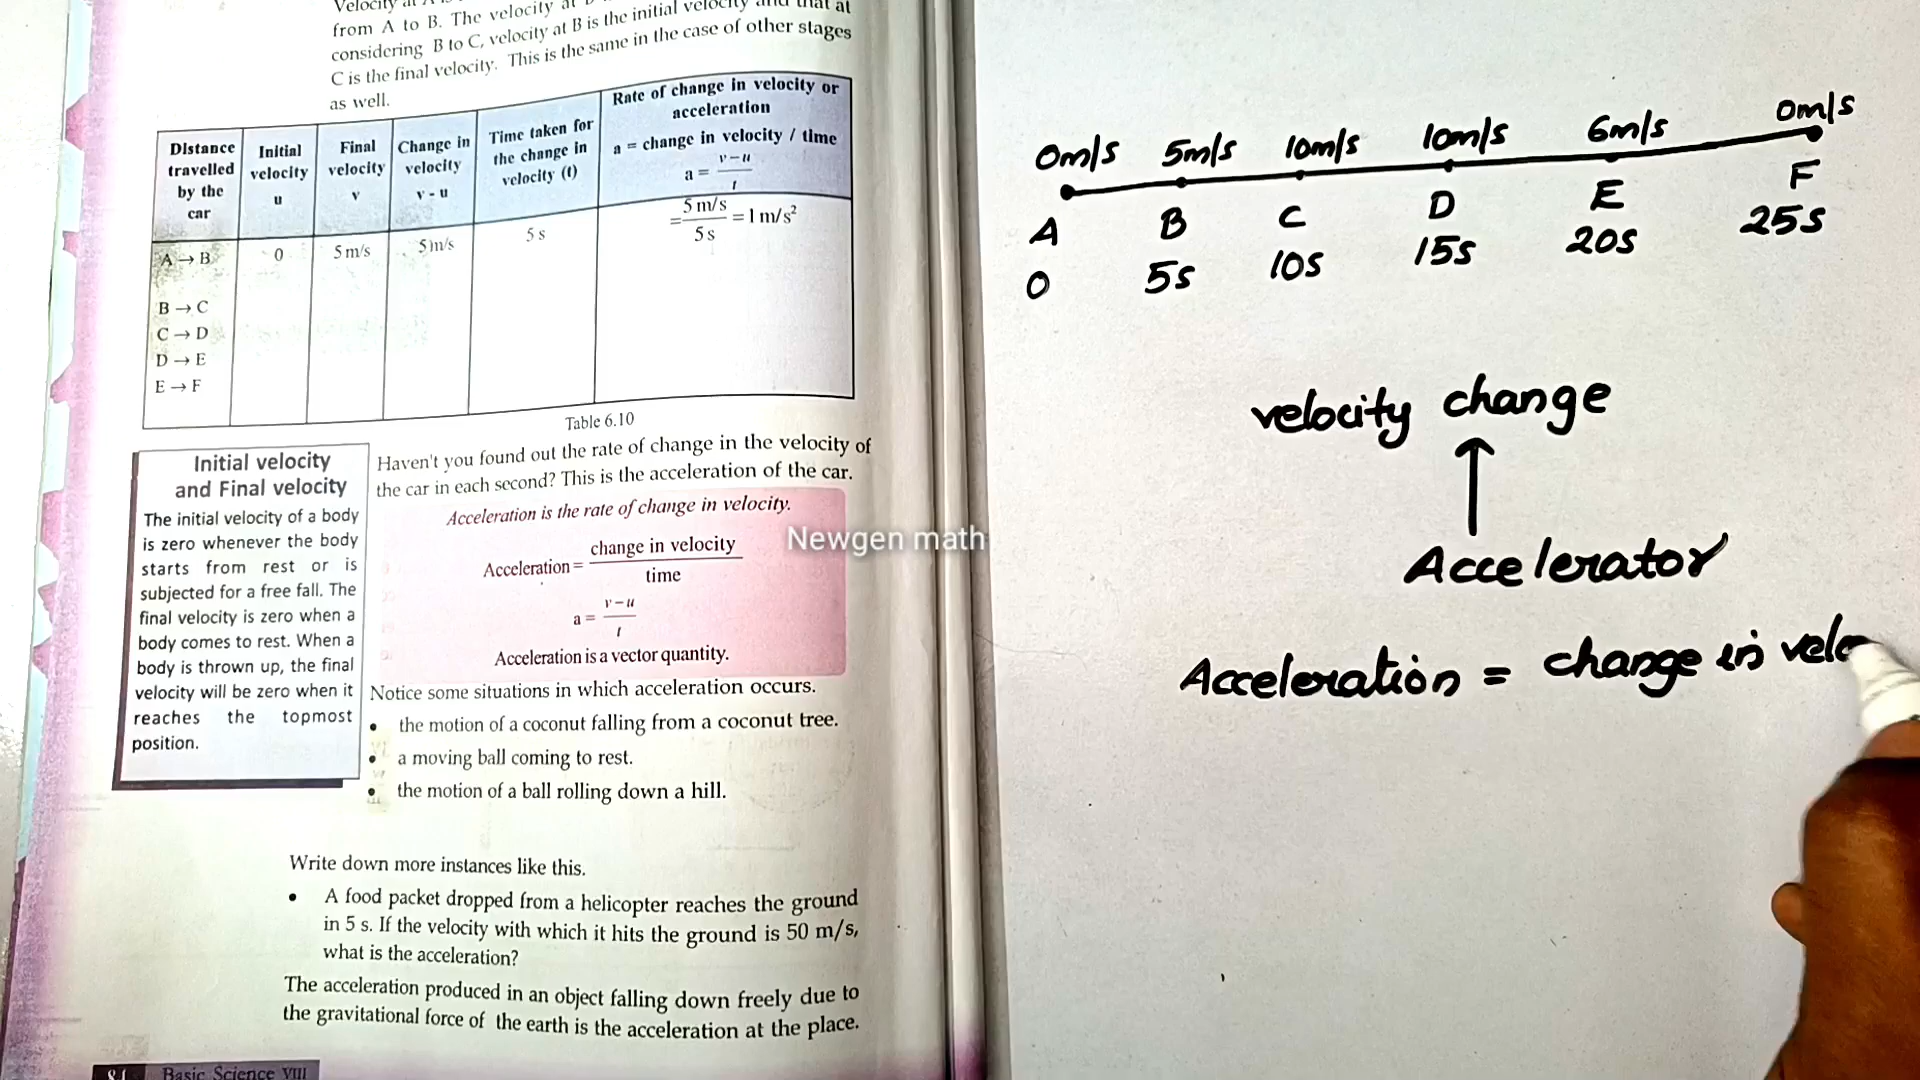 from A to B. The velocity at
considering B to C, velocity at B is the initial velocity and that at
C is the final velocity. This is the same in the case of other stages
as well.
Distance travelled by the car
Initial velocity u
Final velocity v
Change in velocity v - u
Time taken for the change in velocity (t)
Rate of change in velocity or acceleration
a = change in velocity / time
a = v – u / t
A → B 0 5 m/s 5 m/s 5 s = 5 m/s / 5 s = 1 m/s²
B → C
C → D
D → E
E → F
Table 6.10
Initial velocity
and Final velocity
The initial velocity of a body
is zero whenever the body
starts from rest or is
subjected for a free fall. The
final velocity is zero when a
body comes to rest. When a
body is thrown up, the final
velocity will be zero when it
reaches the topmost
position.
Haven't you found out the rate of change in the velocity of
the car in each second? This is the acceleration of the car.
Acceleration is the rate of change in velocity.
Acceleration = change in velocity / time
a = v – u / t
Acceleration is a vector quantity.
Notice some situations in which acceleration occurs.
• the motion of a coconut falling from a coconut tree.
• a moving ball coming to rest.
• the motion of a ball rolling down a hill.
Write down more instances like this.
• A food packet dropped from a helicopter reaches the ground
in 5 s. If the velocity with which it hits the ground is 50 m/s,
what is the acceleration?
The acceleration produced in an object falling down freely due to
the gravitational force of the earth is the acceleration at the place.
Basic Science VIII
Newgen math
0m/s 5m/s 10m/s 10m/s 6m/s 0m/s
A B C D E F
0 5s 10s 15s 20s 25s
velocity change
Accelerator
Acceleration = change in velo